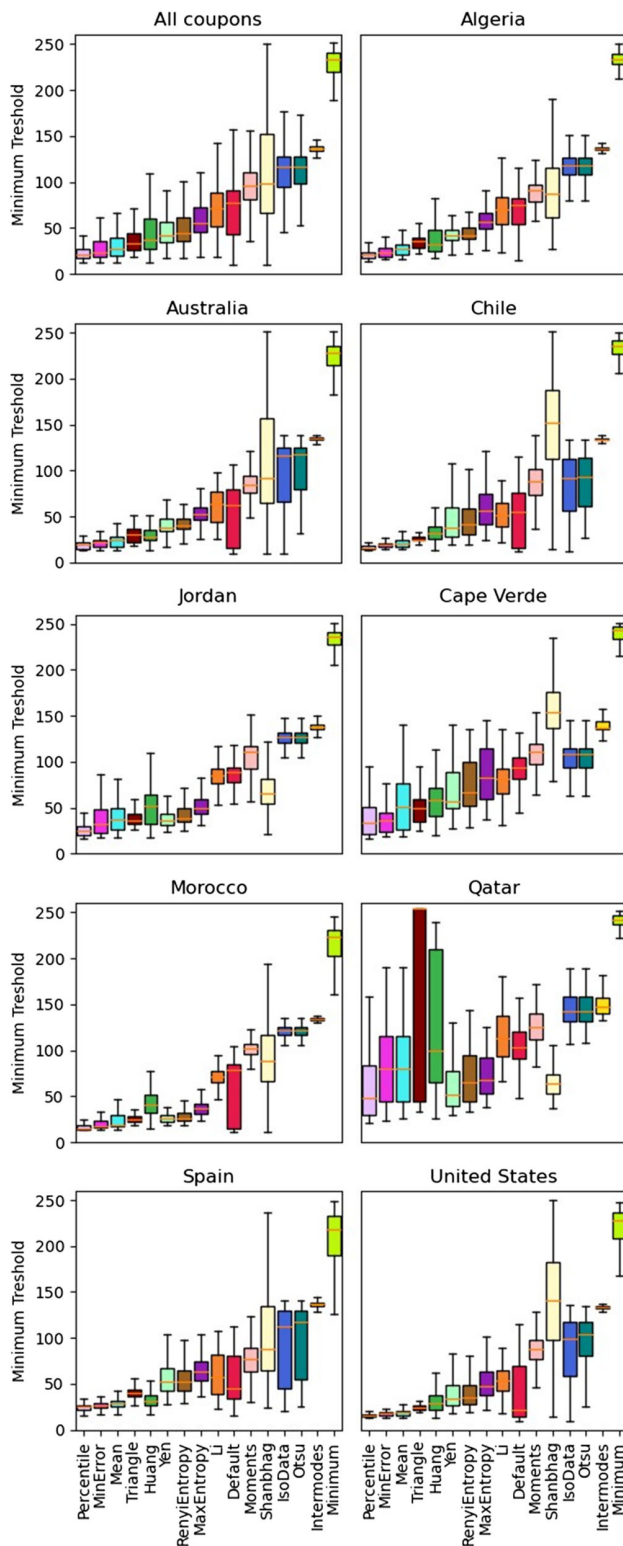 All coupons Algeria
250
200
150
100
50
0
Minimum Treshold
Australia Chile
250
200
150
100
50
0
Minimum Treshold
Jordan Cape Verde
250
200
150
100
50
0
Minimum Treshold
Morocco Qatar
250
200
150
100
50
0
Minimum Treshold
Spain United States
250
200
150
100
50
0
Minimum Treshold
Percentile
MinError
Mean
Triangle
Huang
Yen
RenyiEntropy
MaxEntropy
Li
Default
Moments
Shanbhag
IsoData
Otsu
Intermodes
Minimum
Percentile
MinError
Mean
Triangle
Huang
Yen
RenyiEntropy
MaxEntropy
Li
Default
Moments
Shanbhag
IsoData
Otsu
Intermodes
Minimum